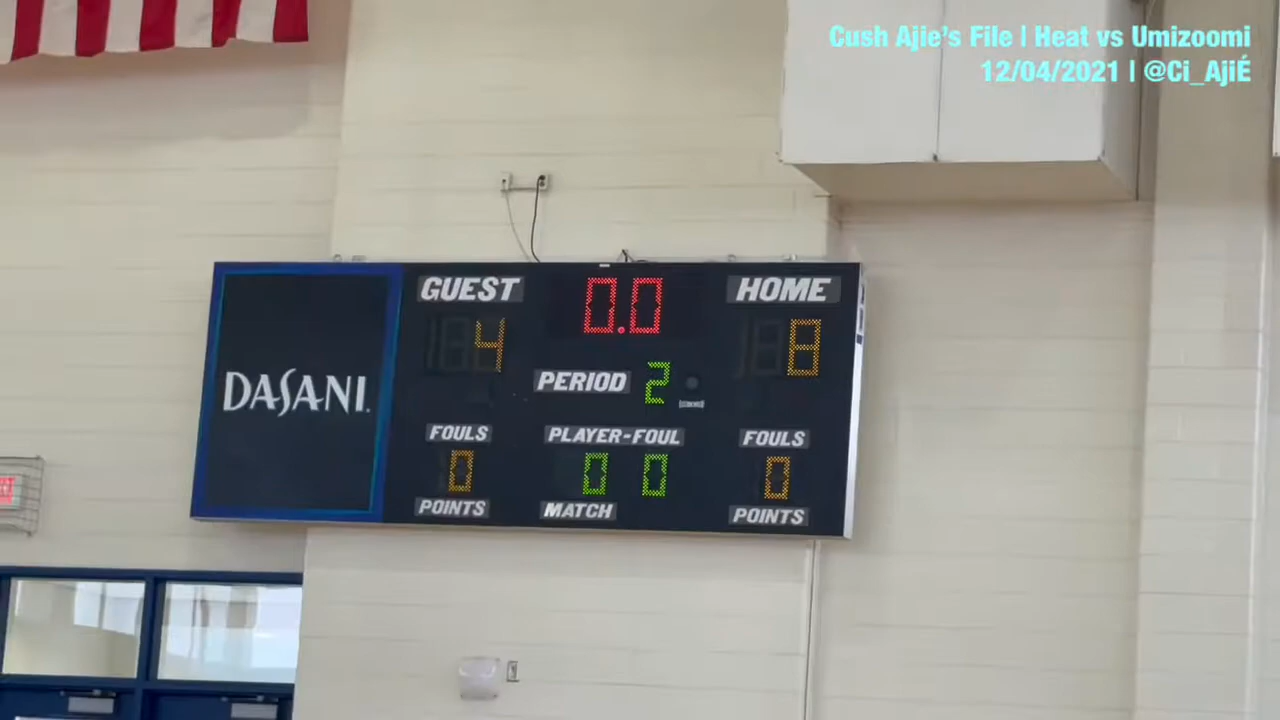 Cush Ajie's File | Heat vs Umizoomi
12/04/2021 | @Ci_AjiÉ
GUEST
0.0
HOME
4
8
PERIOD 2
DASANI
FOULS
PLAYER-FOUL
FOULS
0
0 0
0
POINTS
MATCH
POINTS